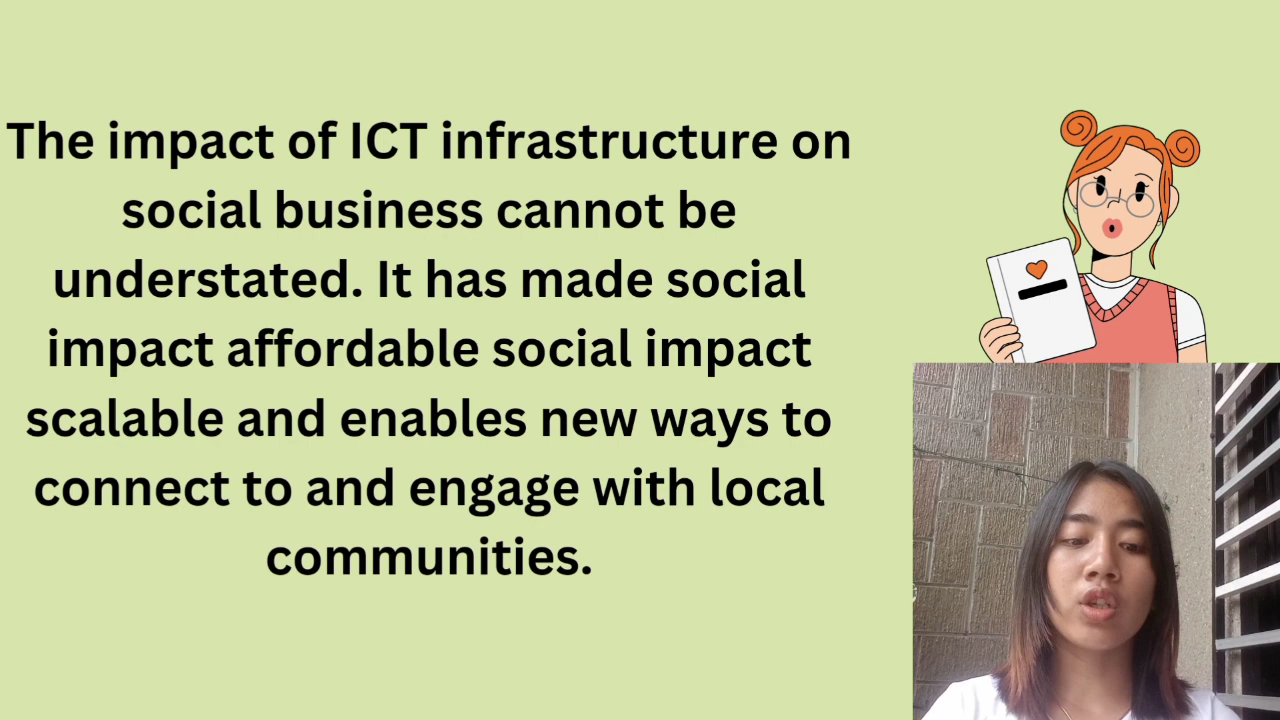 The impact of ICT infrastructure on
social business cannot be
understated. It has made social
impact affordable social impact
scalable and enables new ways to
connect to and engage with local
communities.